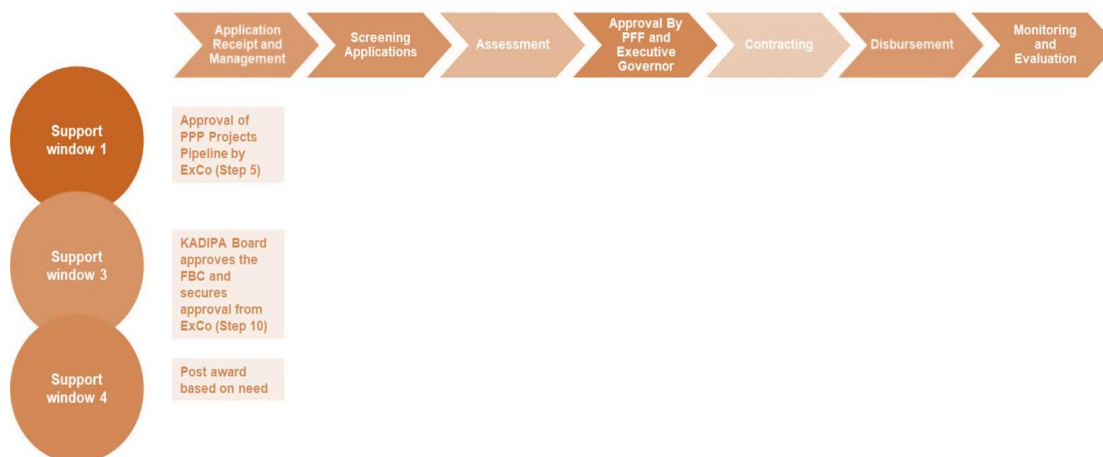 Application
Receipt and
Management
Screening
Applications
Assessment
Approval By
PFF and
Executive
Governor
Contracting
Disbursement
Monitoring
and
Evaluation
Support
window 1
Approval of
PPP Projects
Pipeline by
ExCo (Step 5)
Support
window 3
KADIPA Board
approves the
FBC and
secures
approval from
ExCo (Step 10)
Support
window 4
Post award
based on need